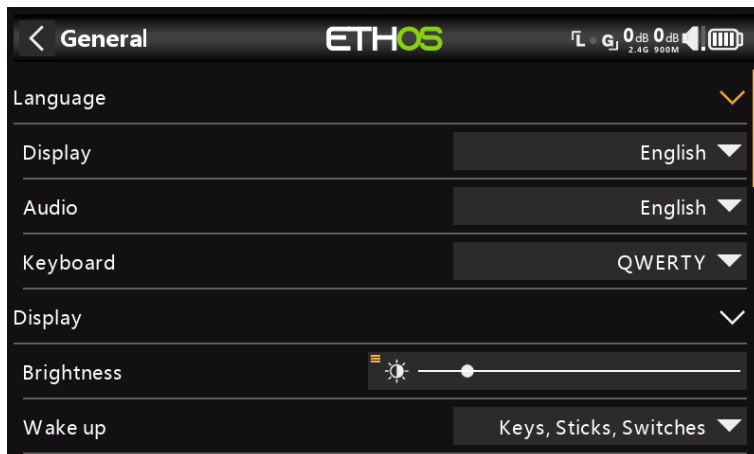 General ETHOS L G 0dB 0dB
2.4G 900M
Language
Display English
Audio English
Keyboard QWERTY
Display
Brightness
Wake up Keys, Sticks, Switches